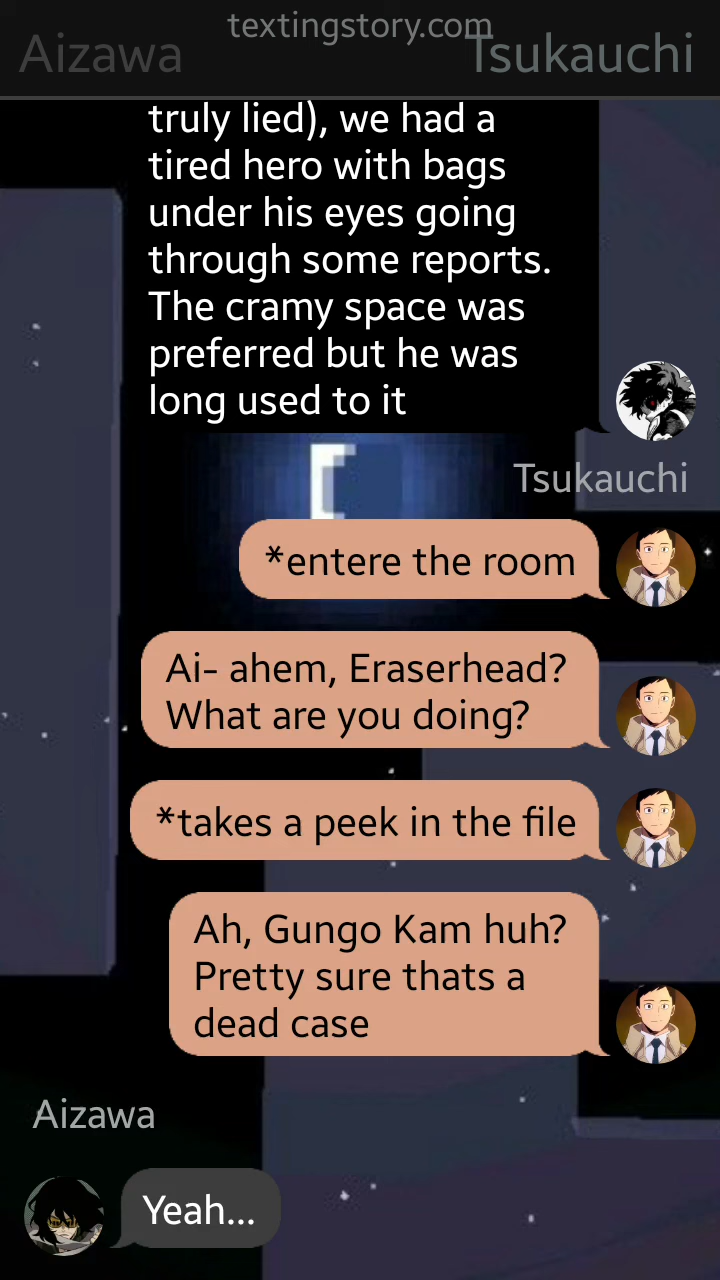 textingstory.com
Aizawa
Tsukauchi
truly lied), we had a
tired hero with bags
under his eyes going
through some reports.
The cramy space was
preferred but he was
long used to it
Tsukauchi
*entere the room
Ai- ahem, Eraserhead?
What are you doing?
*takes a peek in the file
Ah, Gungo Kam huh?
Pretty sure thats a
dead case
Aizawa
Yeah...